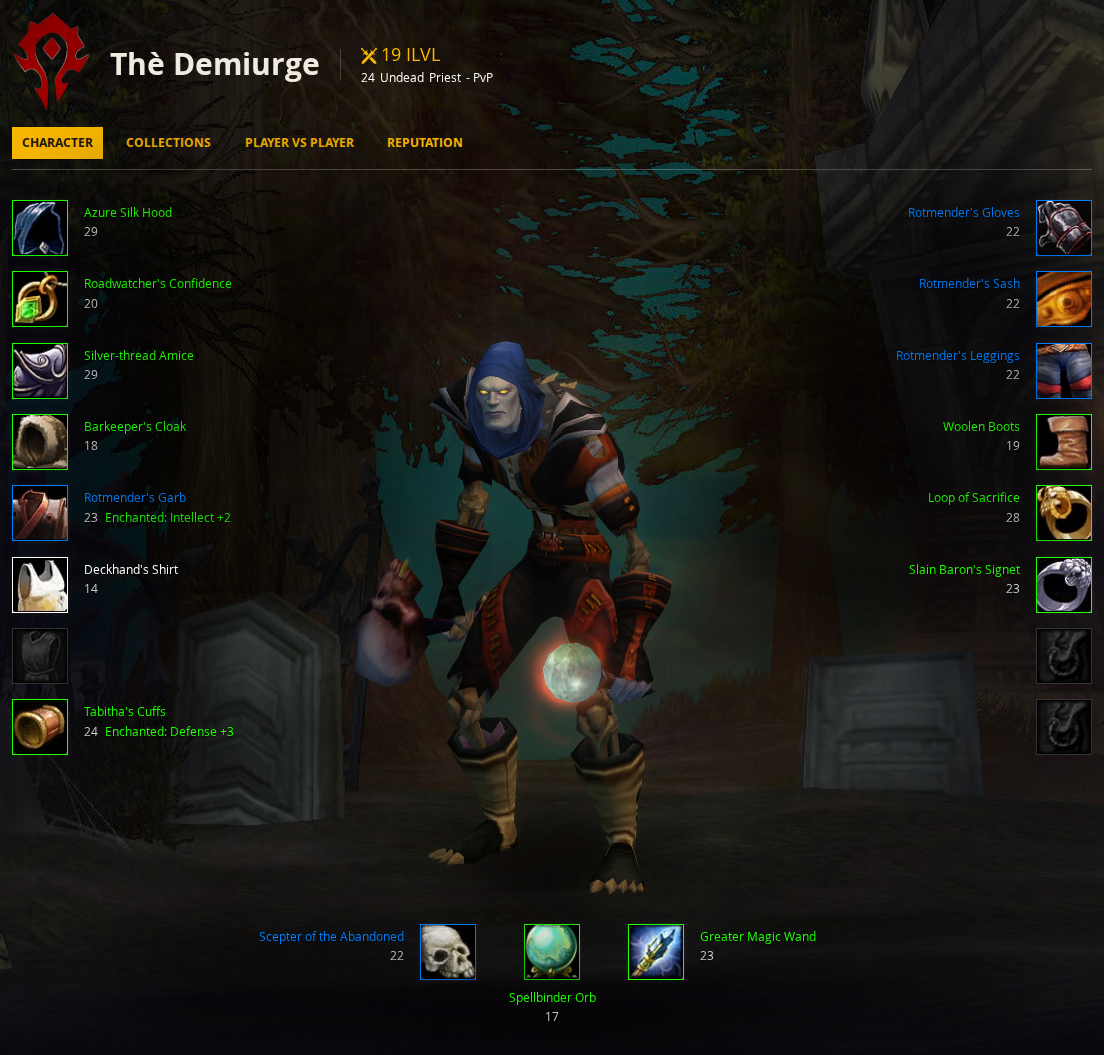 Thè Demiurge
19 ILVL
24 Undead Priest - PvP
CHARACTER
COLLECTIONS
PLAYER VS PLAYER
REPUTATION
Azure Silk Hood
29
Roadwatcher's Confidence
20
Silver-thread Amice
29
Barkeeper's Cloak
18
Rotmender's Garb
23 Enchanted: Intellect +2
Deckhand's Shirt
14
Tabitha's Cuffs
24 Enchanted: Defense +3
Rotmender's Gloves
22
Rotmender's Sash
22
Rotmender's Leggings
22
Woolen Boots
19
Loop of Sacrifice
28
Slain Baron's Signet
23
Scepter of the Abandoned
22
Spellbinder Orb
17
Greater Magic Wand
23